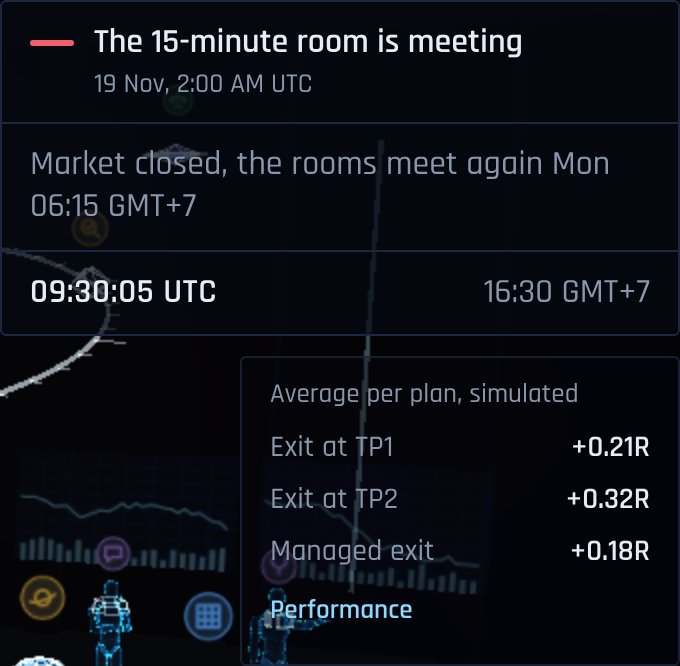 The 15-minute room is meeting
19 Nov, 2:00 AM UTC
Market closed, the rooms meet again Mon
06:15 GMT+7
09:30:05 UTC
16:30 GMT+7
Average per plan, simulated
Exit at TP1
+0.21R
Exit at TP2
+0.32R
Managed exit
+0.18R
Performance